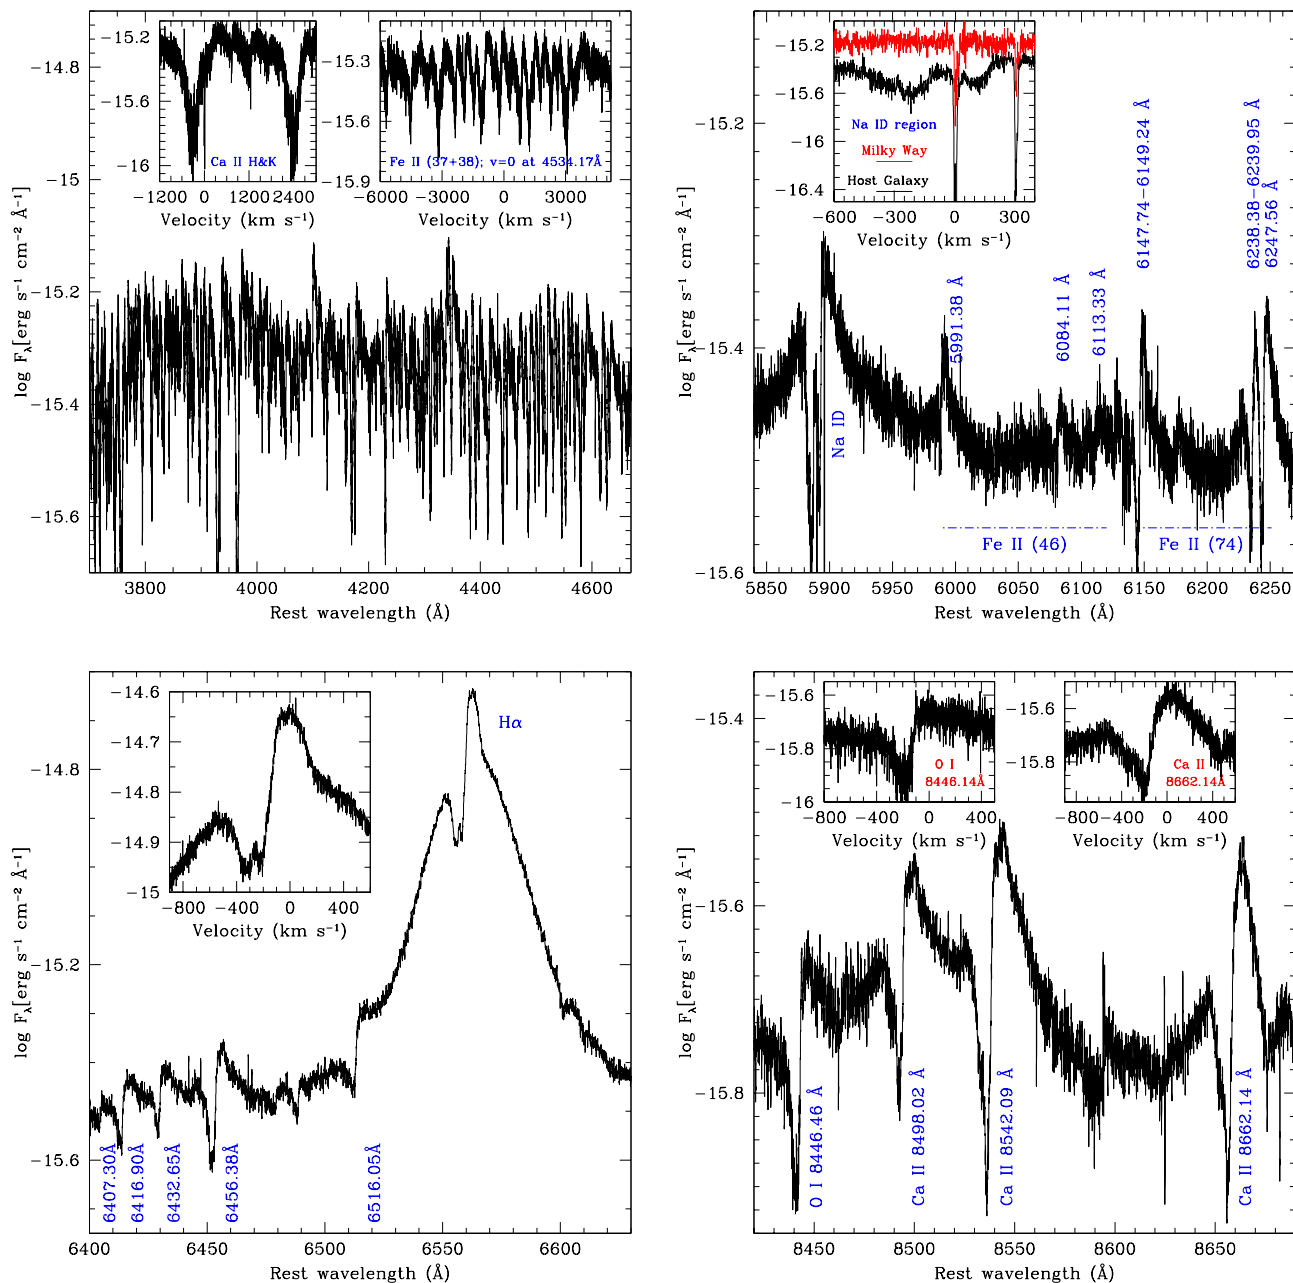 −15.2
−15.6
−16
−1200
0
1200
2400
Velocity (km s⁻¹)
Ca II H&K
−15.3
−15.6
−15.9
−6000
−3000
0
3000
Velocity (km s⁻¹)
Fe II (37+38); v=0 at 4534.17Å
−14.8
−15
−15.2
−15.4
−15.6
log Fλ[erg s⁻¹ cm⁻² Å⁻¹]
3800
4000
4200
4400
4600
Rest wavelength (Å)
−15.2
−15.6
−16
−16.4
Na ID region
Milky Way
Host Galaxy
−600
−300
0
300
Velocity (km s⁻¹)
−15.2
−15.4
−15.6
log Fλ[erg s⁻¹ cm⁻² Å⁻¹]
Na ID
5991.38 Å
6084.11 Å
6113.33 Å
6147.74−6149.24 Å
6238.38−6239.95 Å
6247.56 Å
Fe II (46)
Fe II (74)
5850
5900
5950
6000
6050
6100
6150
6200
6250
Rest wavelength (Å)
−14.6
−14.7
−14.8
−14.9
−15
−800
−400
0
400
Velocity (km s⁻¹)
Hα
−14.8
−15.2
−15.6
log Fλ[erg s⁻¹ cm⁻² Å⁻¹]
6407.30Å
6416.90Å
6432.65Å
6456.38Å
6516.05Å
6400
6450
6500
6550
6600
Rest wavelength (Å)
−15.6
−15.8
−16
O I
8446.14Å
−800
−400
0
400
Velocity (km s⁻¹)
−15.6
−15.8
Ca II
8662.14Å
−800
−400
0
400
Velocity (km s⁻¹)
−15.4
−15.6
−15.8
log Fλ[erg s⁻¹ cm⁻² Å⁻¹]
O I 8446.46 Å
Ca II 8498.02 Å
Ca II 8542.09 Å
Ca II 8662.14 Å
8450
8500
8550
8600
8650
Rest wavelength (Å)